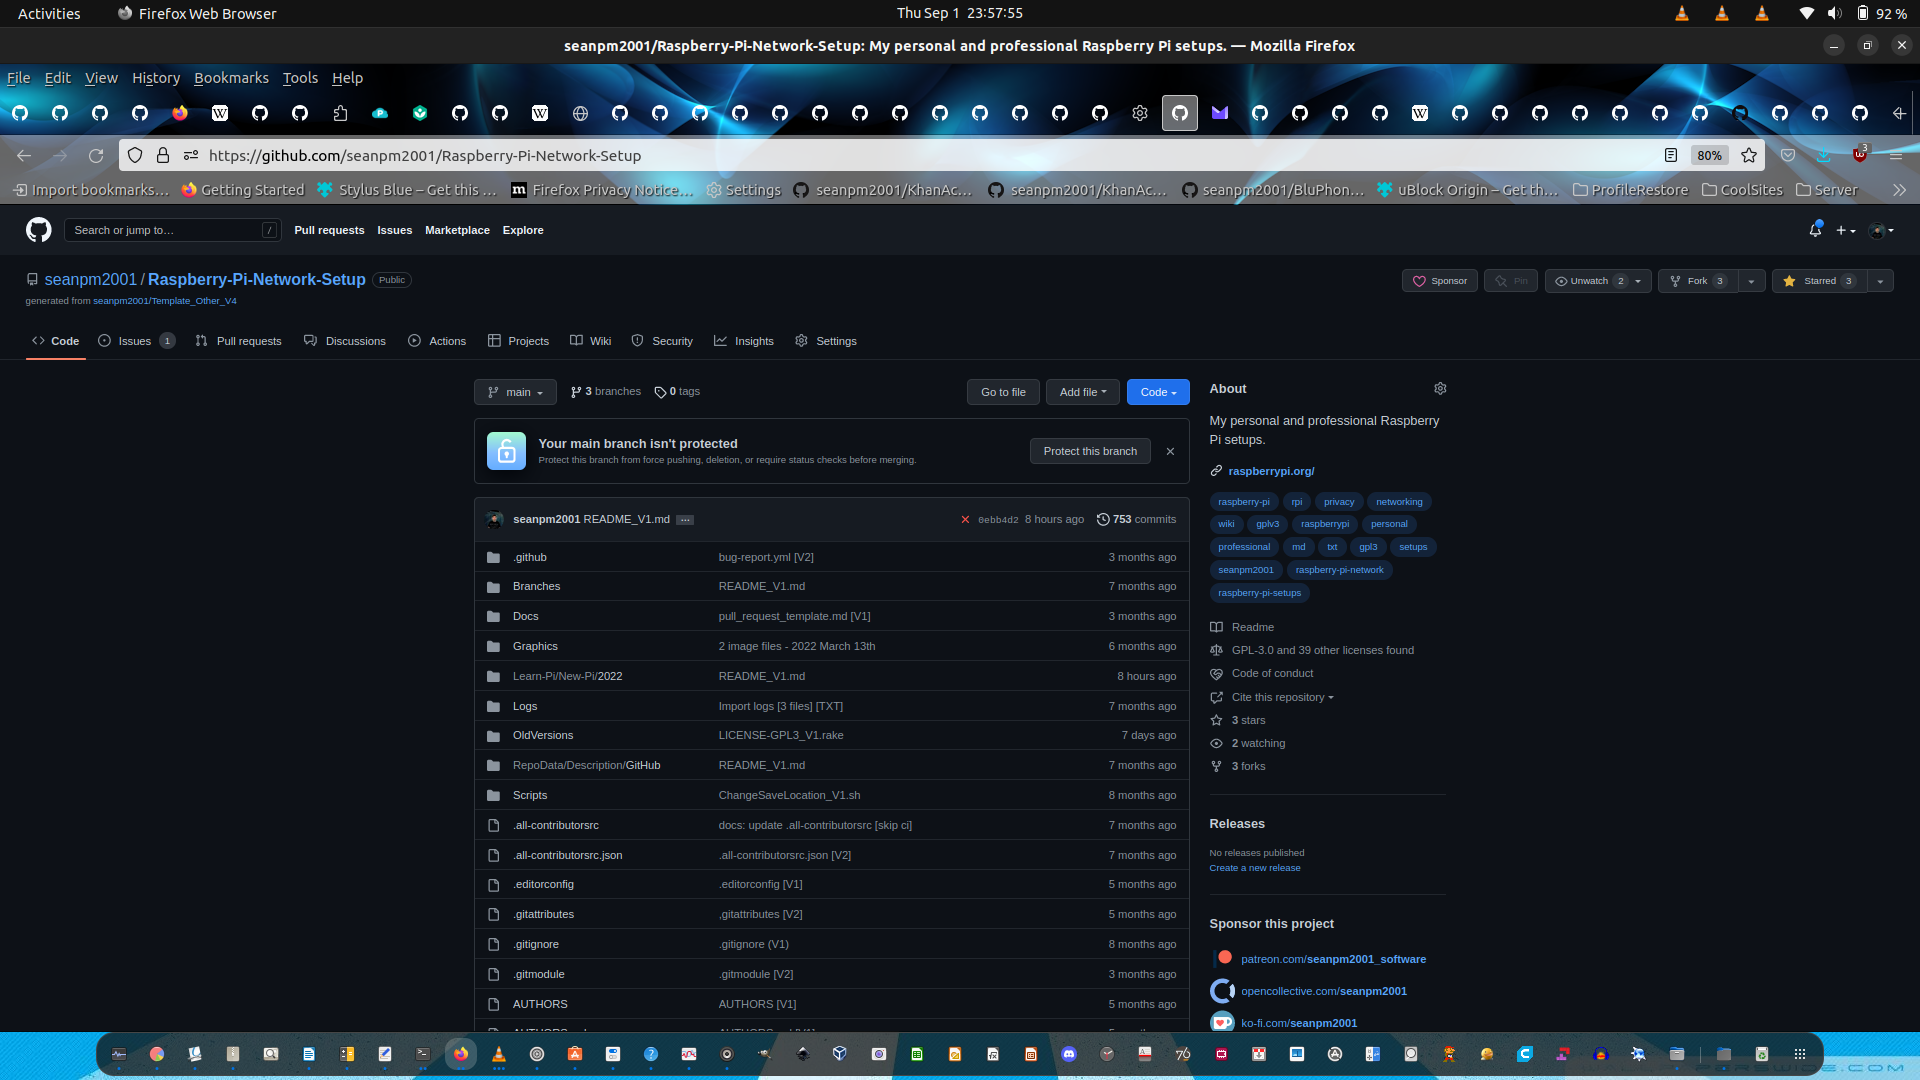 Activities Firefox Web Browser Thu Sep 1 23:57:55 92 %
seanpm2001/Raspberry-Pi-Network-Setup: My personal and professional Raspberry Pi setups. — Mozilla Firefox
File Edit View History Bookmarks Tools Help
https://github.com/seanpm2001/Raspberry-Pi-Network-Setup 80% 3
Import bookmarks… Getting Started Stylus Blue – Get this … Firefox Privacy Notice… Settings seanpm2001/KhanAc… seanpm2001/KhanAc… seanpm2001/BluPhon… uBlock Origin – Get th… ProfileRestore CoolSites Server
Search or jump to… / Pull requests Issues Marketplace Explore
seanpm2001 / Raspberry-Pi-Network-Setup Public Sponsor Pin Unwatch 2 Fork 3 Starred 3
generated from seanpm2001/Template_Other_V4
Code Issues 1 Pull requests Discussions Actions Projects Wiki Security Insights Settings
main 3 branches 0 tags Go to file Add file Code
Your main branch isn't protected
Protect this branch from force pushing, deletion, or require status checks before merging.
Protect this branch
seanpm2001 README_V1.md … 0ebb4d2 8 hours ago 753 commits
.github bug-report.yml [V2] 3 months ago
Branches README_V1.md 7 months ago
Docs pull_request_template.md [V1] 3 months ago
Graphics 2 image files - 2022 March 13th 6 months ago
Learn-Pi/New-Pi/2022 README_V1.md 8 hours ago
Logs Import logs [3 files] [TXT] 7 months ago
OldVersions LICENSE-GPL3_V1.rake 7 days ago
RepoData/Description/GitHub README_V1.md 7 months ago
Scripts ChangeSaveLocation_V1.sh 8 months ago
.all-contributorsrc docs: update .all-contributorsrc [skip ci] 7 months ago
.all-contributorsrc.json .all-contributorsrc.json [V2] 7 months ago
.editorconfig .editorconfig [V1] 5 months ago
.gitattributes ,gitattributes [V2] 5 months ago
.gitignore .gitignore (V1) 8 months ago
.gitmodule .gitmodule [V2] 3 months ago
AUTHORS AUTHORS [V1] 5 months ago
About
My personal and professional Raspberry
Pi setups.
raspberrypi.org/
raspberry-pi rpi privacy networking
wiki gplv3 raspberrypi personal
professional md txt gpl3 setups
seanpm2001 raspberry-pi-network
raspberry-pi-setups
Readme
GPL-3.0 and 39 other licenses found
Code of conduct
Cite this repository
3 stars
2 watching
3 forks
Releases
No releases published
Create a new release
Sponsor this project
patreon.com/seanpm2001_software
opencollective.com/seanpm2001
ko-fi.com/seanpm2001